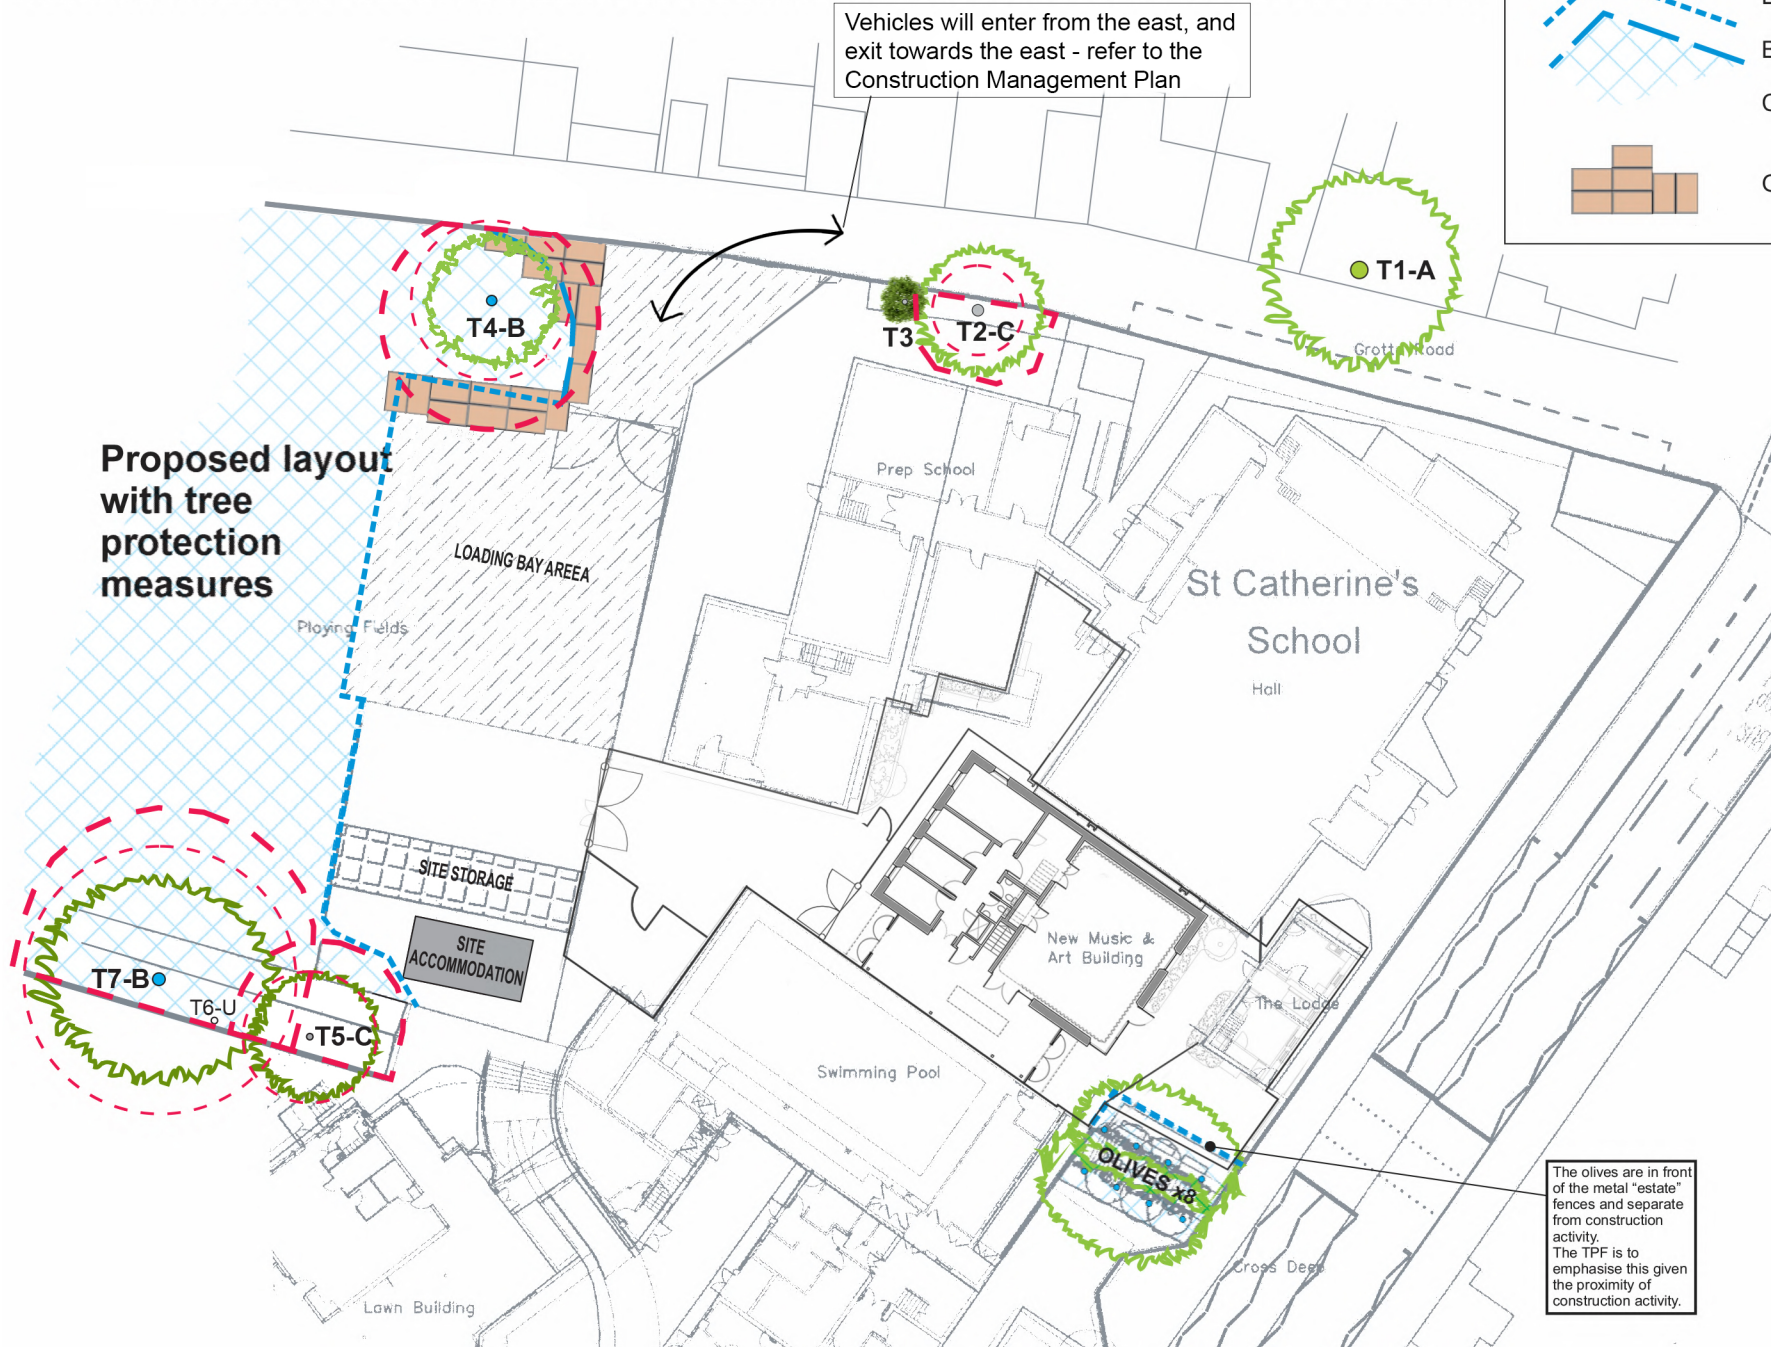 Vehicles will enter from the east, and
exit towards the east - refer to the
Construction Management Plan
T1-A
T4-B
T3
T2-C
Grotto Road
Proposed layout
with tree
protection
measures
Prep School
LOADING BAY AREEA
St Catherine's
School
Playing Fields
Hall
SITE STORAGE
SITE
ACCOMMODATION
New Music &
Art Building
T7-B
T6-U
T5-C
The Lodge
Swimming Pool
OLIVES x8
The olives are in front
of the metal “estate”
fences and separate
from construction
activity.
The TPF is to
emphasise this given
the proximity of
construction activity.
Cross Deep
Lawn Building